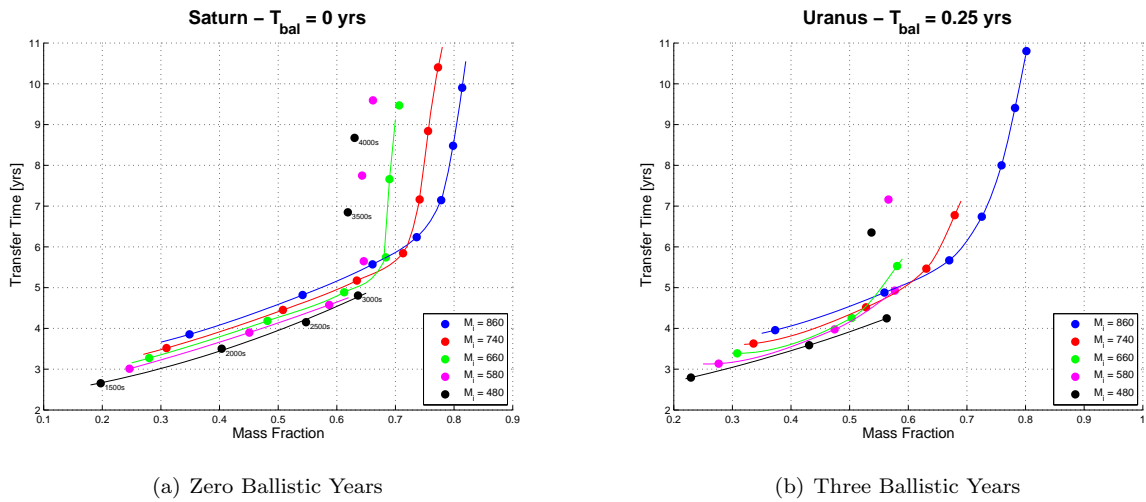 Saturn – T_bal = 0 yrs
11
10
9
8
7
6
5
4
3
2
Transfer Time [yrs]
4000s
3500s
3000s
2500s
2000s
1500s
M_i = 860
M_i = 740
M_i = 660
M_i = 580
M_i = 480
0.1 0.2 0.3 0.4 0.5 0.6 0.7 0.8 0.9
Mass Fraction
(a) Zero Ballistic Years
Uranus – T_bal = 0.25 yrs
11
10
9
8
7
6
5
4
3
2
Transfer Time [yrs]
M_i = 860
M_i = 740
M_i = 660
M_i = 580
M_i = 480
0.2 0.3 0.4 0.5 0.6 0.7 0.8 0.9 1
Mass Fraction
(b) Three Ballistic Years